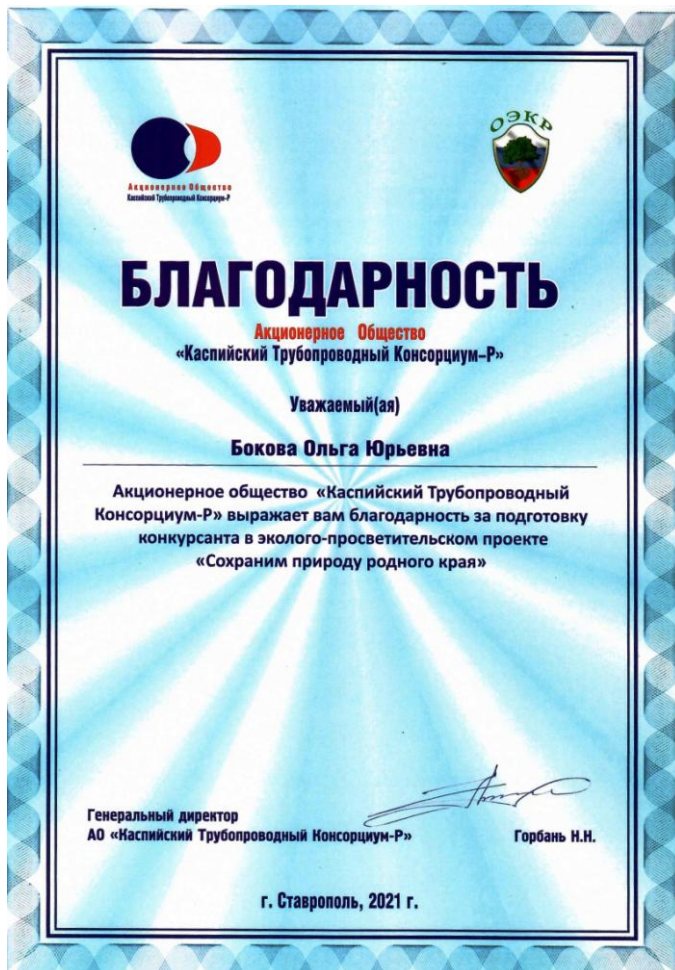 Акционерное Общество
Каспийский Трубопроводный Консорциум-Р
ОЭКР
БЛАГОДАРНОСТЬ
Акционерное Общество
«Каспийский Трубопроводный Консорциум–Р»
Уважаемый(ая)
Бокова Ольга Юрьевна
Акционерное общество «Каспийский Трубопроводный
Консорциум-Р» выражает вам благодарность за подготовку
конкурсанта в эколого-просветительском проекте
«Сохраним природу родного края»
Генеральный директор
АО «Каспийский Трубопроводный Консорциум-Р»
Горбань Н.Н.
г. Ставрополь, 2021 г.